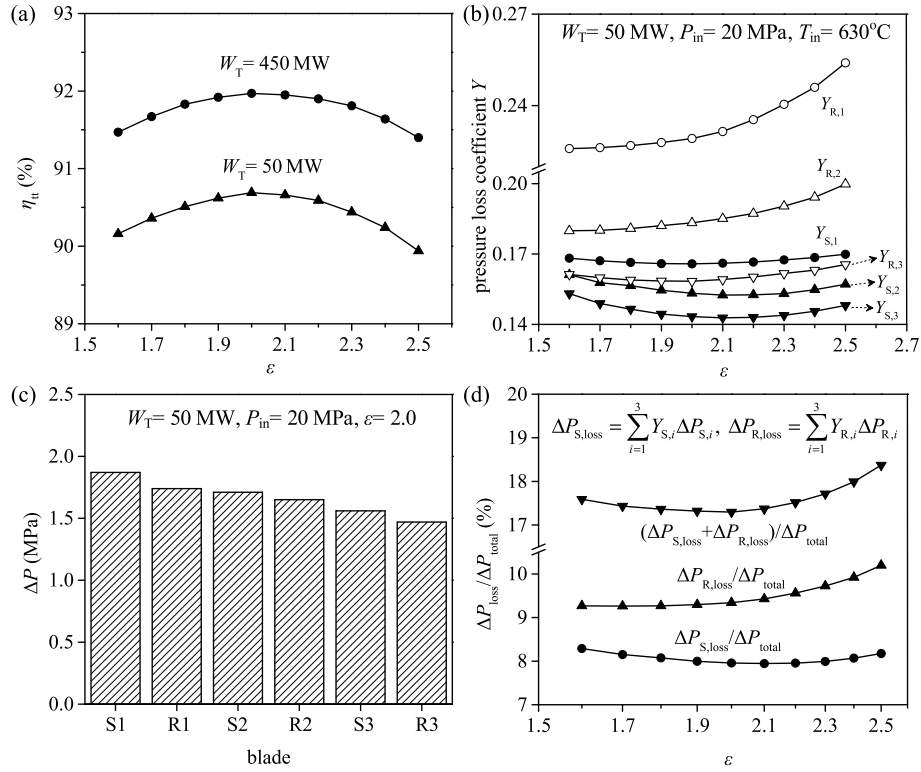 (a)
93
92
91
90
89
η_tt (%)
W_T= 450 MW
W_T= 50 MW
1.5 1.7 1.9 2.1 2.3 2.5
ε
(b)
0.27
0.24
0.20
0.17
0.14
pressure loss coefficient Y
W_T= 50 MW, P_in= 20 MPa, T_in= 630°C
Y_R,1
Y_R,2
Y_S,1
Y_R,3
Y_S,2
Y_S,3
1.5 1.7 1.9 2.1 2.3 2.5 2.7
ε
(c)
2.5
2.0
1.5
1.0
0.5
0.0
ΔP (MPa)
W_T= 50 MW, P_in= 20 MPa, ε= 2.0
S1 R1 S2 R2 S3 R3
blade
(d)
20
19
18
17
10
9
8
7
ΔP_loss/ΔP_total (%)
ΔP_S,loss = ∑_{i=1}^{3} Y_S,i ΔP_S,i, ΔP_R,loss = ∑_{i=1}^{3} Y_R,i ΔP_R,i
(ΔP_S,loss+ΔP_R,loss)/ΔP_total
ΔP_R,loss/ΔP_total
ΔP_S,loss/ΔP_total
1.5 1.7 1.9 2.1 2.3 2.5
ε